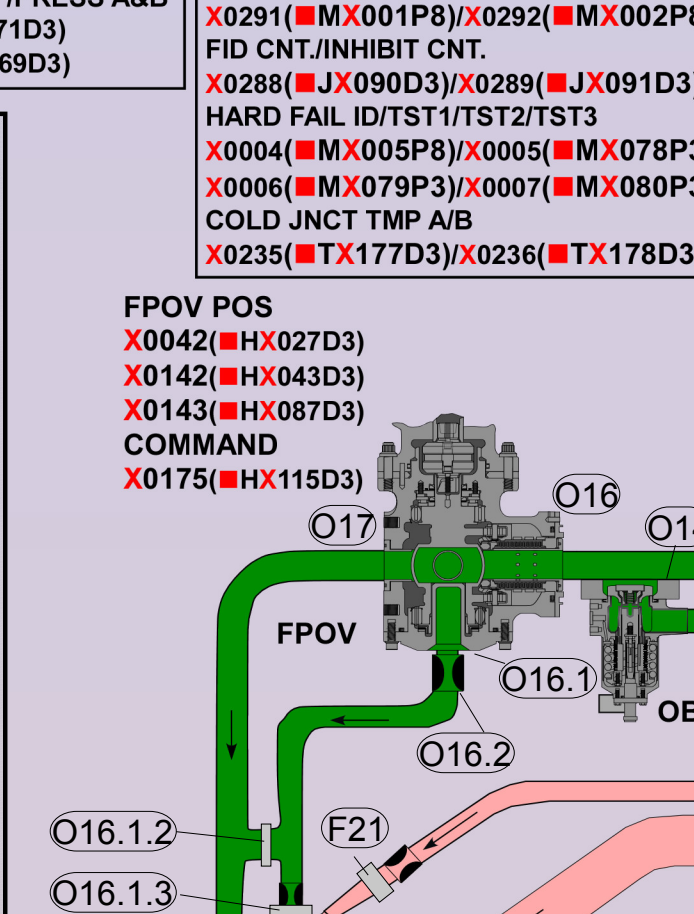 71D3)
69D3)
X0291(■MX001P8)/X0292(■MX002P8
FID CNT./INHIBIT CNT.
X0288(■JX090D3)/X0289(■JX091D3)
HARD FAIL ID/TST1/TST2/TST3
X0004(■MX005P8)/X0005(■MX078P3
X0006(■MX079P3)/X0007(■MX080P3
COLD JNCT TMP A/B
X0235(■TX177D3)/X0236(■TX178D3
FPOV POS
X0042(■HX027D3)
X0142(■HX043D3)
X0143(■HX087D3)
COMMAND
X0175(■HX115D3)
O16
O17
FPOV
O16.1
O16.2
O16.1.2
F21
O16.1.3